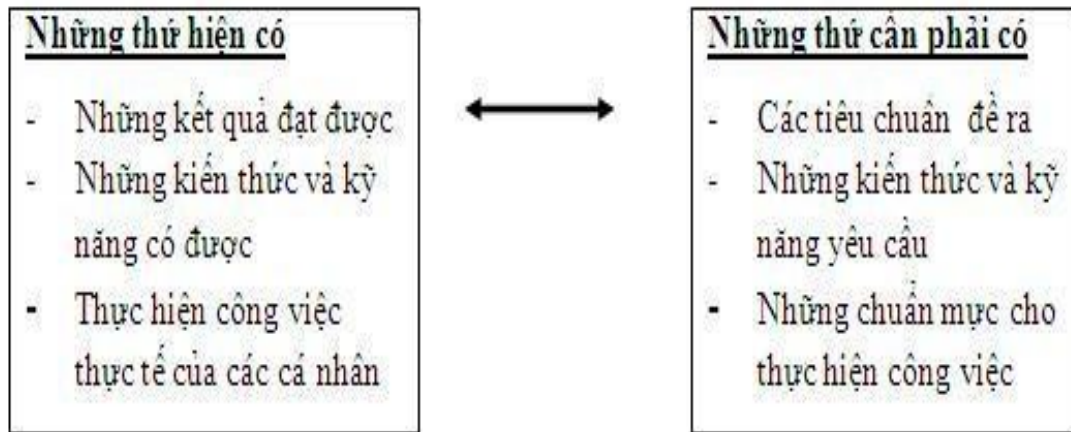 Những thứ hiện có
- Những kết quả đạt được
- Những kiến thức và kỹ
năng có được
- Thực hiện công việc
thực tế của các cá nhân
Những thứ cần phải có
- Các tiêu chuẩn đề ra
- Những kiến thức và kỹ
năng yêu cầu
- Những chuẩn mực cho
thực hiện công việc